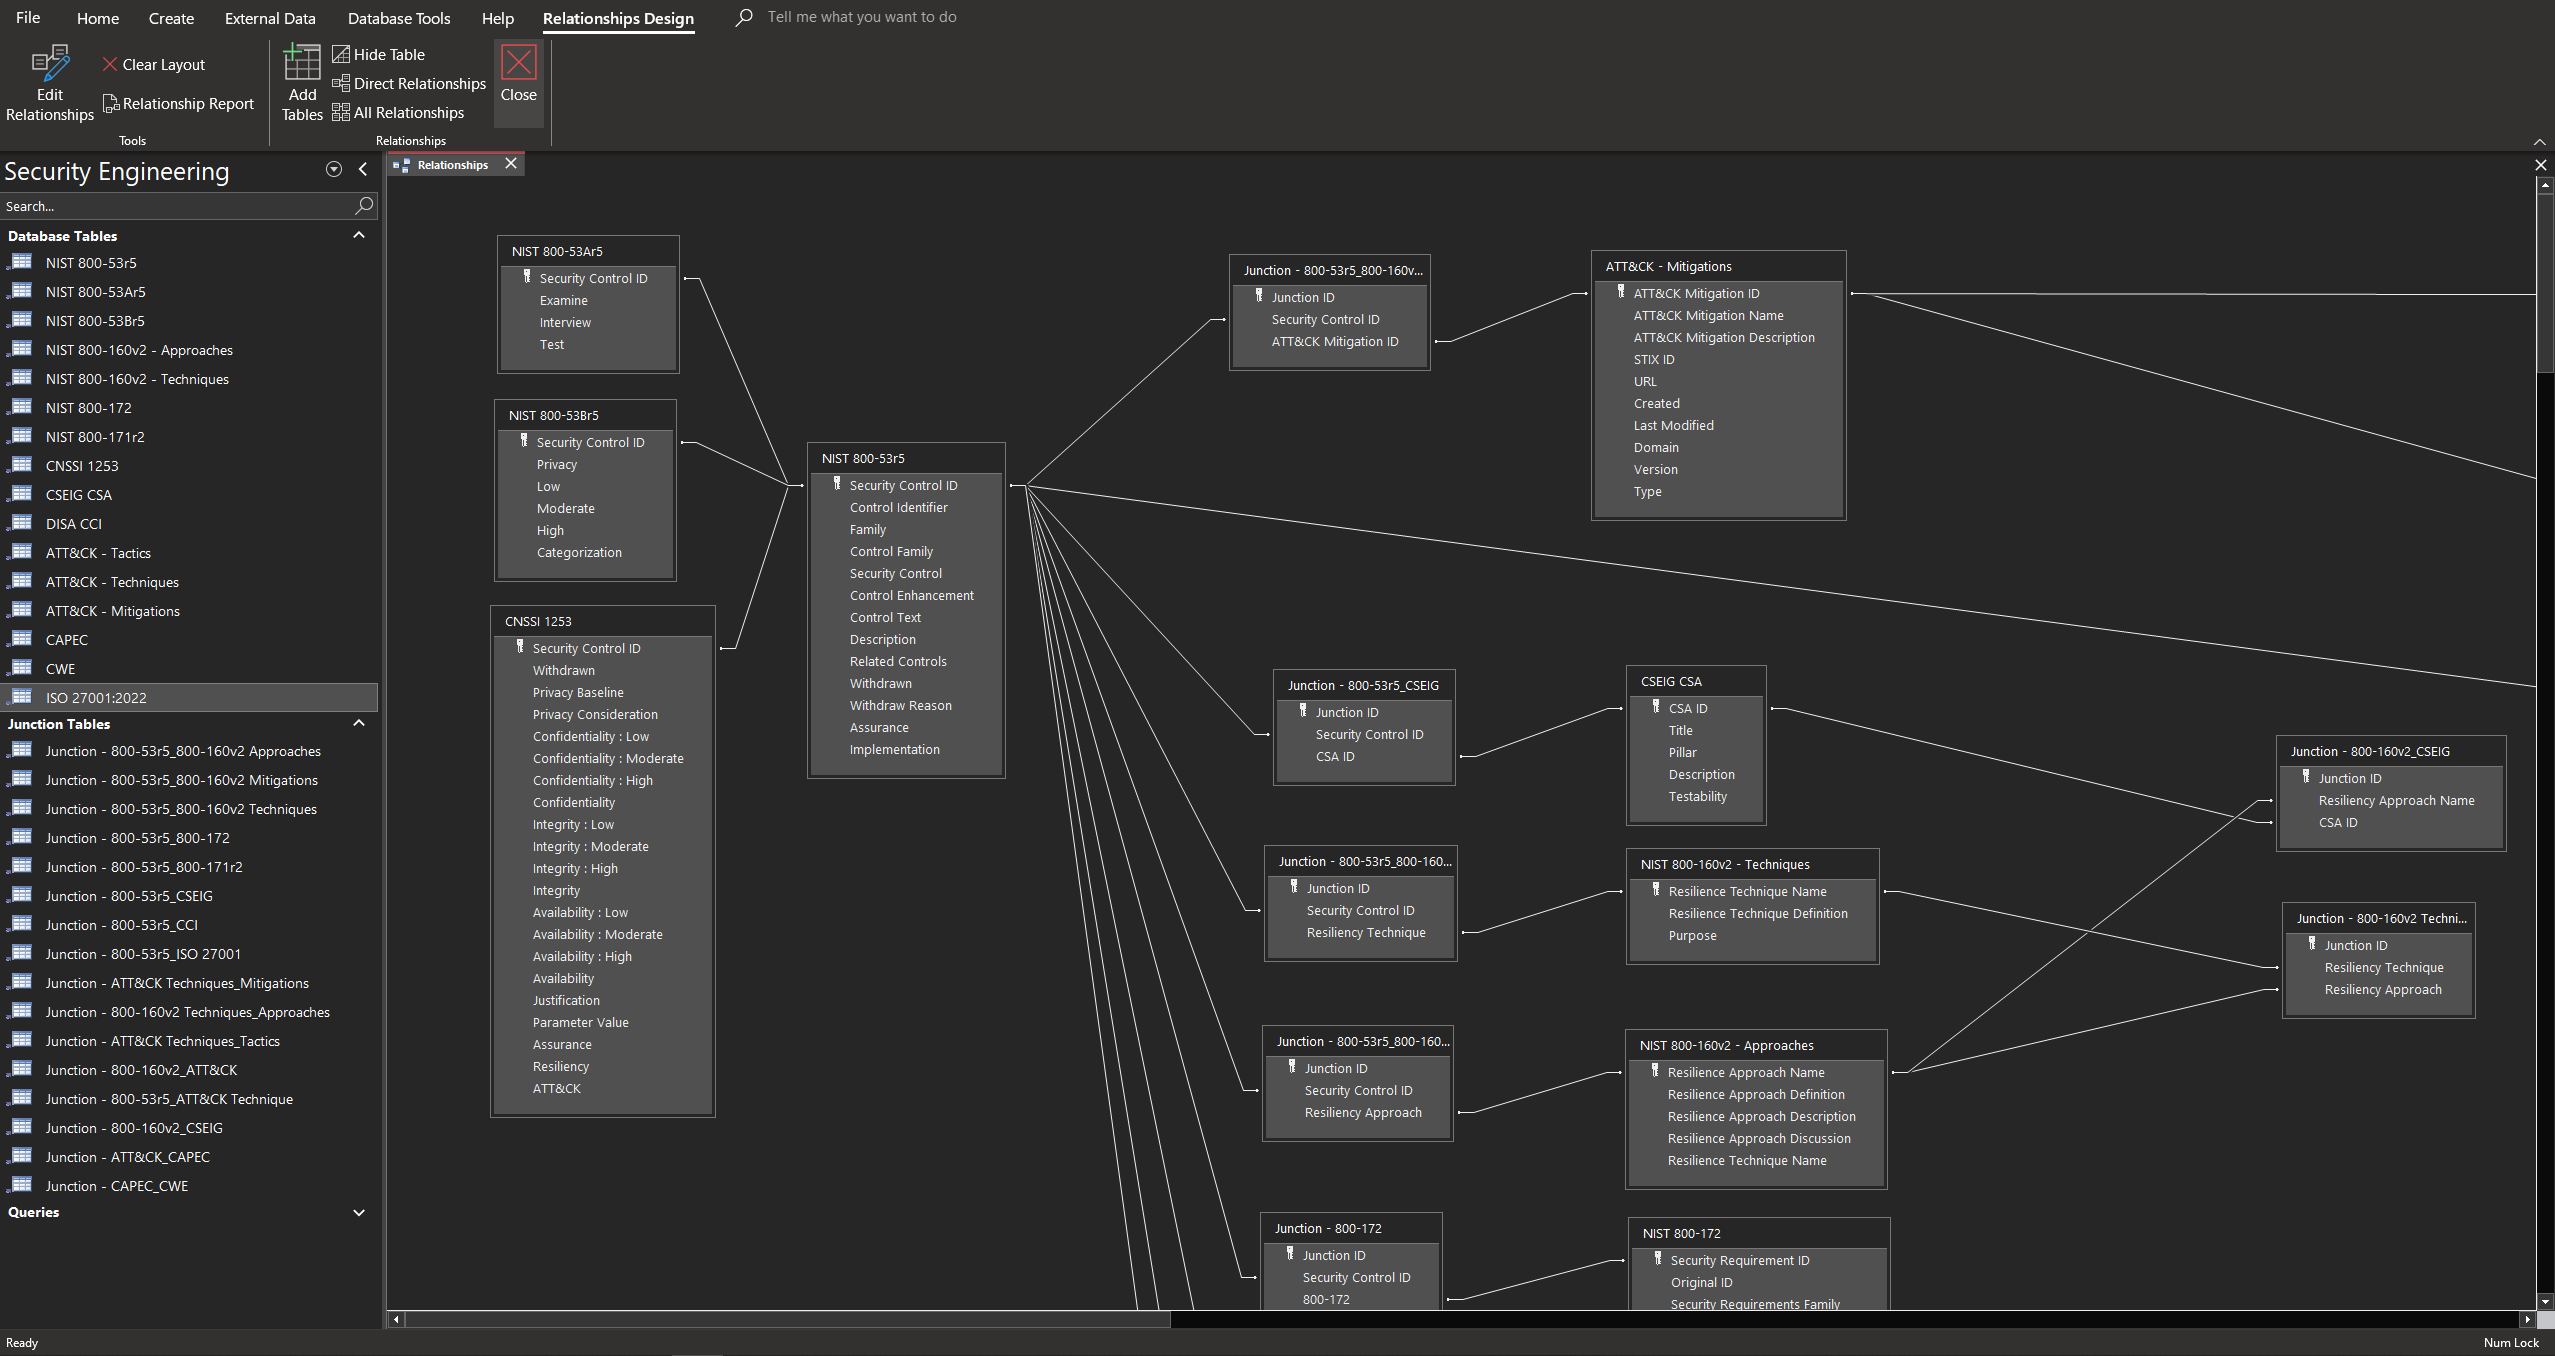 File
Home
Create
External Data
Database Tools
Help
Relationships Design
Tell me what you want to do
Edit
Relationships
Clear Layout
Relationship Report
Tools
Add
Tables
Hide Table
Direct Relationships
All Relationships
Relationships
Close
Security Engineering
Search...
Database Tables
NIST 800-53r5
NIST 800-53Ar5
NIST 800-53Br5
NIST 800-160v2 - Approaches
NIST 800-160v2 - Techniques
NIST 800-172
NIST 800-171r2
CNSSI 1253
CSEIG CSA
DISA CCI
ATT&CK - Tactics
ATT&CK - Techniques
ATT&CK - Mitigations
CAPEC
CWE
ISO 27001:2022
Junction Tables
Junction - 800-53r5_800-160v2 Approaches
Junction - 800-53r5_800-160v2 Mitigations
Junction - 800-53r5_800-160v2 Techniques
Junction - 800-53r5_800-172
Junction - 800-53r5_800-171r2
Junction - 800-53r5_CSEIG
Junction - 800-53r5_CCI
Junction - 800-53r5_ISO 27001
Junction - ATT&CK Techniques_Mitigations
Junction - 800-160v2 Techniques_Approaches
Junction - ATT&CK Techniques_Tactics
Junction - 800-160v2_ATT&CK
Junction - 800-53r5_ATT&CK Technique
Junction - 800-160v2_CSEIG
Junction - ATT&CK_CAPEC
Junction - CAPEC_CWE
Queries
Relationships
NIST 800-53Ar5
Security Control ID
Examine
Interview
Test
NIST 800-53Br5
Security Control ID
Privacy
Low
Moderate
High
Categorization
CNSSI 1253
Security Control ID
Withdrawn
Privacy Baseline
Privacy Consideration
Confidentiality : Low
Confidentiality : Moderate
Confidentiality : High
Confidentiality
Integrity : Low
Integrity : Moderate
Integrity : High
Integrity
Availability : Low
Availability : Moderate
Availability : High
Availability
Justification
Parameter Value
Assurance
Resiliency
ATT&CK
NIST 800-53r5
Security Control ID
Control Identifier
Family
Control Family
Security Control
Control Enhancement
Control Text
Description
Related Controls
Withdrawn
Withdraw Reason
Assurance
Implementation
Junction - 800-53r5_800-160v...
Junction ID
Security Control ID
ATT&CK Mitigation ID
ATT&CK - Mitigations
ATT&CK Mitigation ID
ATT&CK Mitigation Name
ATT&CK Mitigation Description
STIX ID
URL
Created
Last Modified
Domain
Version
Type
Junction - 800-53r5_CSEIG
Junction ID
Security Control ID
CSA ID
CSEIG CSA
CSA ID
Title
Pillar
Description
Testability
Junction - 800-160v2_CSEIG
Junction ID
Resiliency Approach Name
CSA ID
Junction - 800-53r5_800-160...
Junction ID
Security Control ID
Resiliency Technique
NIST 800-160v2 - Techniques
Resilience Technique Name
Resilience Technique Definition
Purpose
Junction - 800-160v2 Techni...
Junction ID
Resiliency Technique
Resiliency Approach
Junction - 800-53r5_800-160...
Junction ID
Security Control ID
Resiliency Approach
NIST 800-160v2 - Approaches
Resilience Approach Name
Resilience Approach Definition
Resilience Approach Description
Resilience Approach Discussion
Resilience Technique Name
Junction - 800-172
Junction ID
Security Control ID
800-172
NIST 800-172
Security Requirement ID
Original ID
Security Requirements Family
Ready
Num Lock